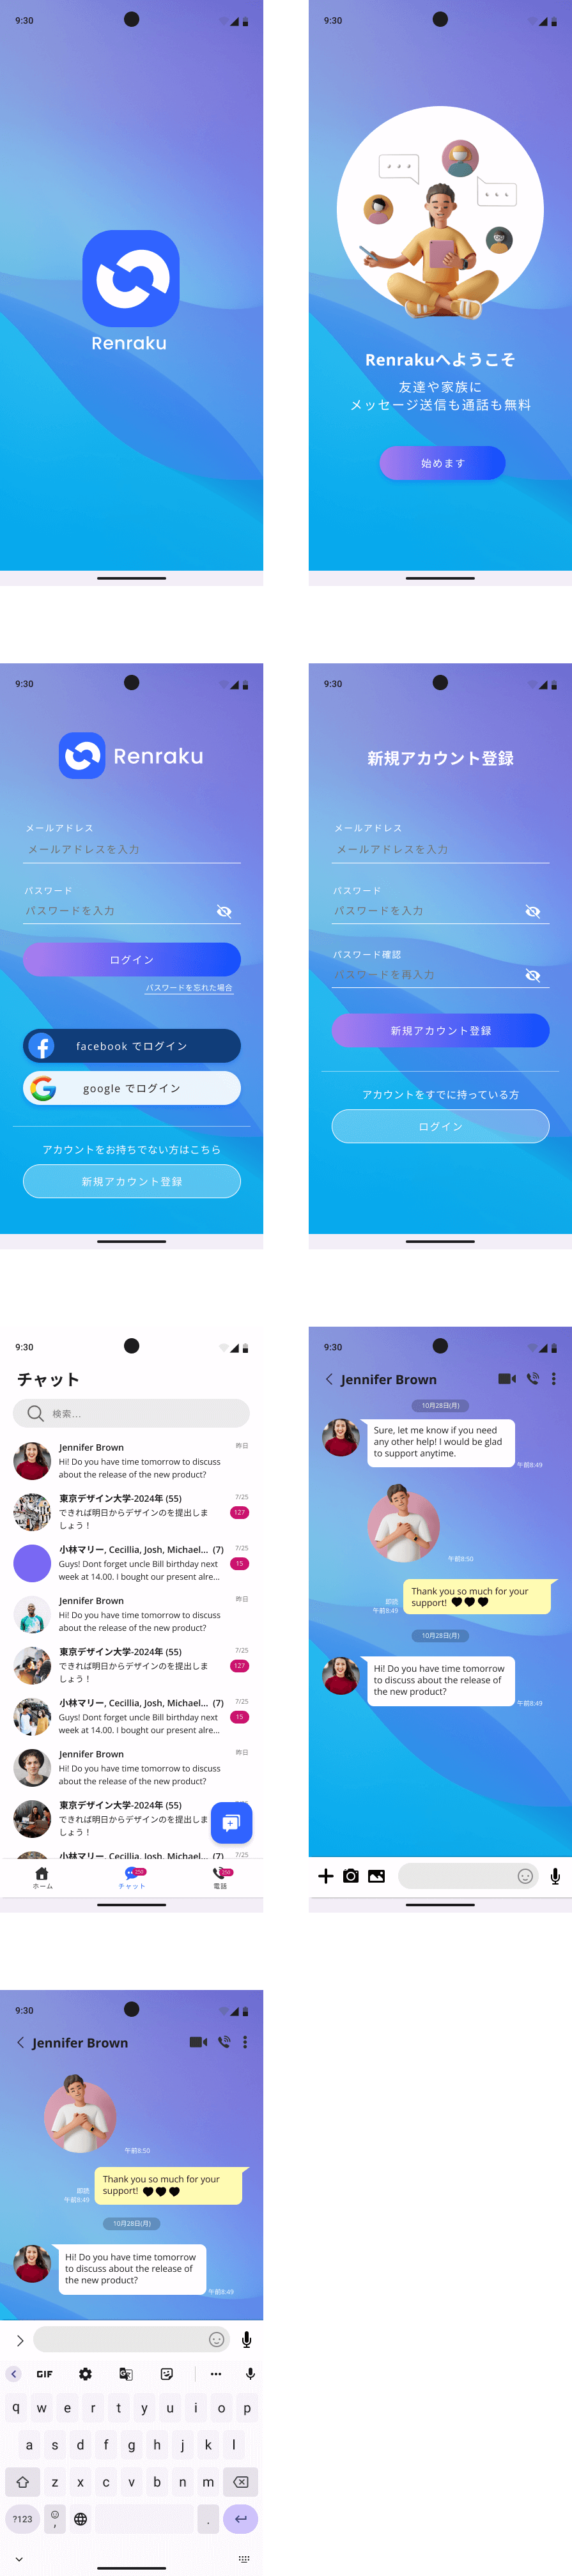 9:30
Renraku
9:30
Renrakuへようこそ
友達や家族に
メッセージ送信も通話も無料
始めます
9:30
Renraku
メールアドレス
メールアドレスを入力
パスワード
パスワードを入力
ログイン
パスワードを忘れた場合
facebook でログイン
google でログイン
アカウントをお持ちでない方はこちら
新規アカウント登録
9:30
新規アカウント登録
メールアドレス
メールアドレスを入力
パスワード
パスワードを入力
パスワード確認
パスワードを再入力
新規アカウント登録
アカウントをすでに持っている方
ログイン
9:30
チャット
検索...
Jennifer Brown 昨日
Hi! Do you have time tomorrow to discuss
about the release of the new product?
東京デザイン大学-2024年 (55) 7/25
できれば明日からデザインのを提出しま 127
しょう！
小林マリー, Cecillia, Josh, Michael... (7) 7/25
Guys! Dont forget uncle Bill birthday next 15
week at 14.00. I bought our present alre...
Jennifer Brown 昨日
Hi! Do you have time tomorrow to discuss
about the release of the new product?
東京デザイン大学-2024年 (55) 7/25
できれば明日からデザインのを提出しま 127
しょう！
小林マリー, Cecillia, Josh, Michael... (7) 7/25
Guys! Dont forget uncle Bill birthday next 15
week at 14.00. I bought our present alre...
Jennifer Brown 昨日
Hi! Do you have time tomorrow to discuss
about the release of the new product?
東京デザイン大学-2024年 (55)
できれば明日からデザインのを提出しま
しょう！
小林マリー, Cecillia, Josh, Michael... (7) 7/25
ホーム チャット 電話
9:30
Jennifer Brown
10月28日(月)
Sure, let me know if you need
any other help! I would be glad
to support anytime.
午前8:49
午前8:50
Thank you so much for your
support!
即読
午前8:49
10月28日(月)
Hi! Do you have time tomorrow
to discuss about the release of
the new product?
午前8:49
9:30
Jennifer Brown
午前8:50
Thank you so much for your
support!
即読
午前8:49
10月28日(月)
Hi! Do you have time tomorrow
to discuss about the release of
the new product?
午前8:49
GIF
q w e r t y u i o p
a s d f g h j k l
z x c v b n m
?123 , .